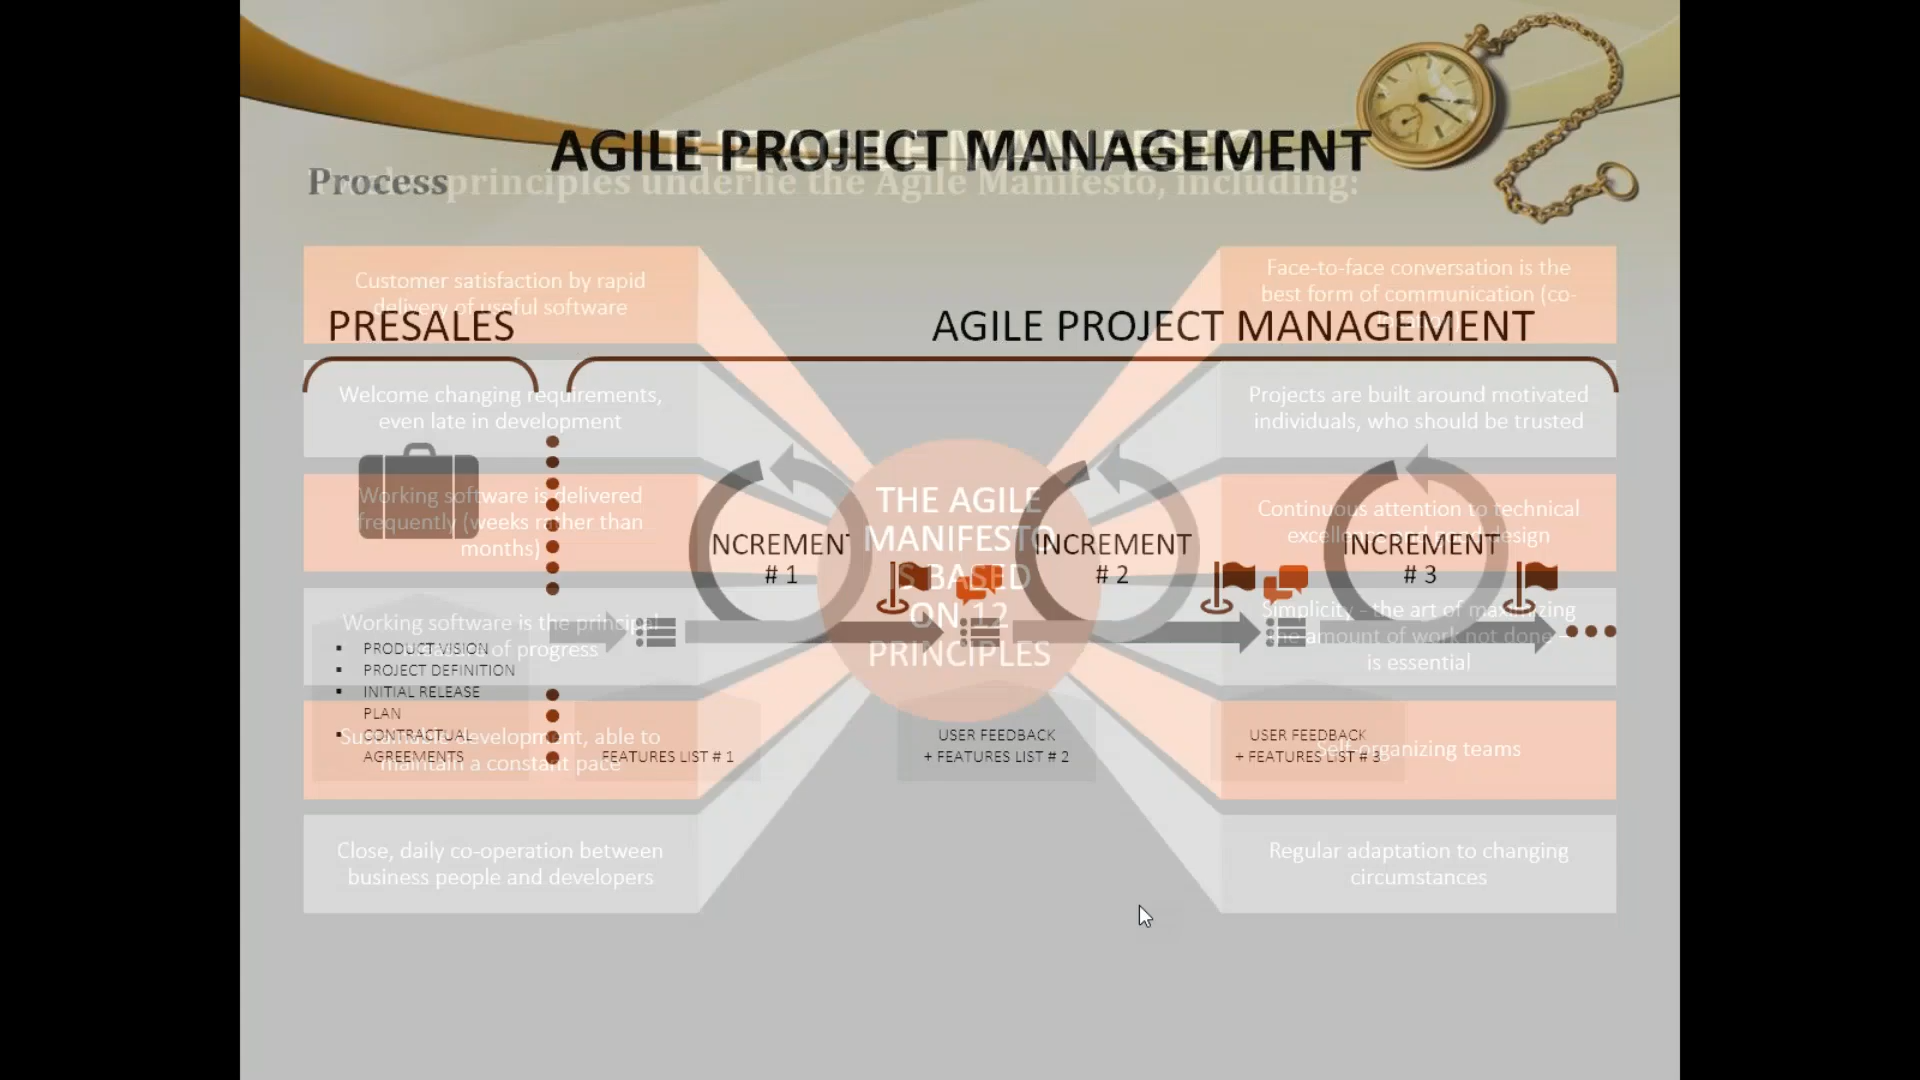 AGILE PROJECT MANAGEMENT
Process
principles underlie the Agile Manifesto, including:
Customer satisfaction by rapid
delivery of useful software
Face-to-face conversation is the
best form of communication (co-
PRESALES
AGILE PROJECT MANAGEMENT
Welcome changing requirements,
even late in development
Projects are built around motivated
individuals, who should be trusted
Working software is delivered
frequently (weeks rather than
months)
THE AGILE
MANIFESTO
IS BASED
ON 12
PRINCIPLES
Continuous attention to technical
excellence and good design
INCREMENT
# 1
INCREMENT
# 2
INCREMENT
# 3
Working software is the principal
measure of progress
Simplicity - the art of maximizing
the amount of work not done –
is essential
PRODUCT VISION
PROJECT DEFINITION
INITIAL RELEASE
PLAN
CONTRACTUAL
AGREEMENTS
Sustainable development, able to
maintain a constant pace
FEATURES LIST # 1
USER FEEDBACK
+ FEATURES LIST # 2
USER FEEDBACK
+ FEATURES LIST # 3
Self-organizing teams
Close, daily co-operation between
business people and developers
Regular adaptation to changing
circumstances